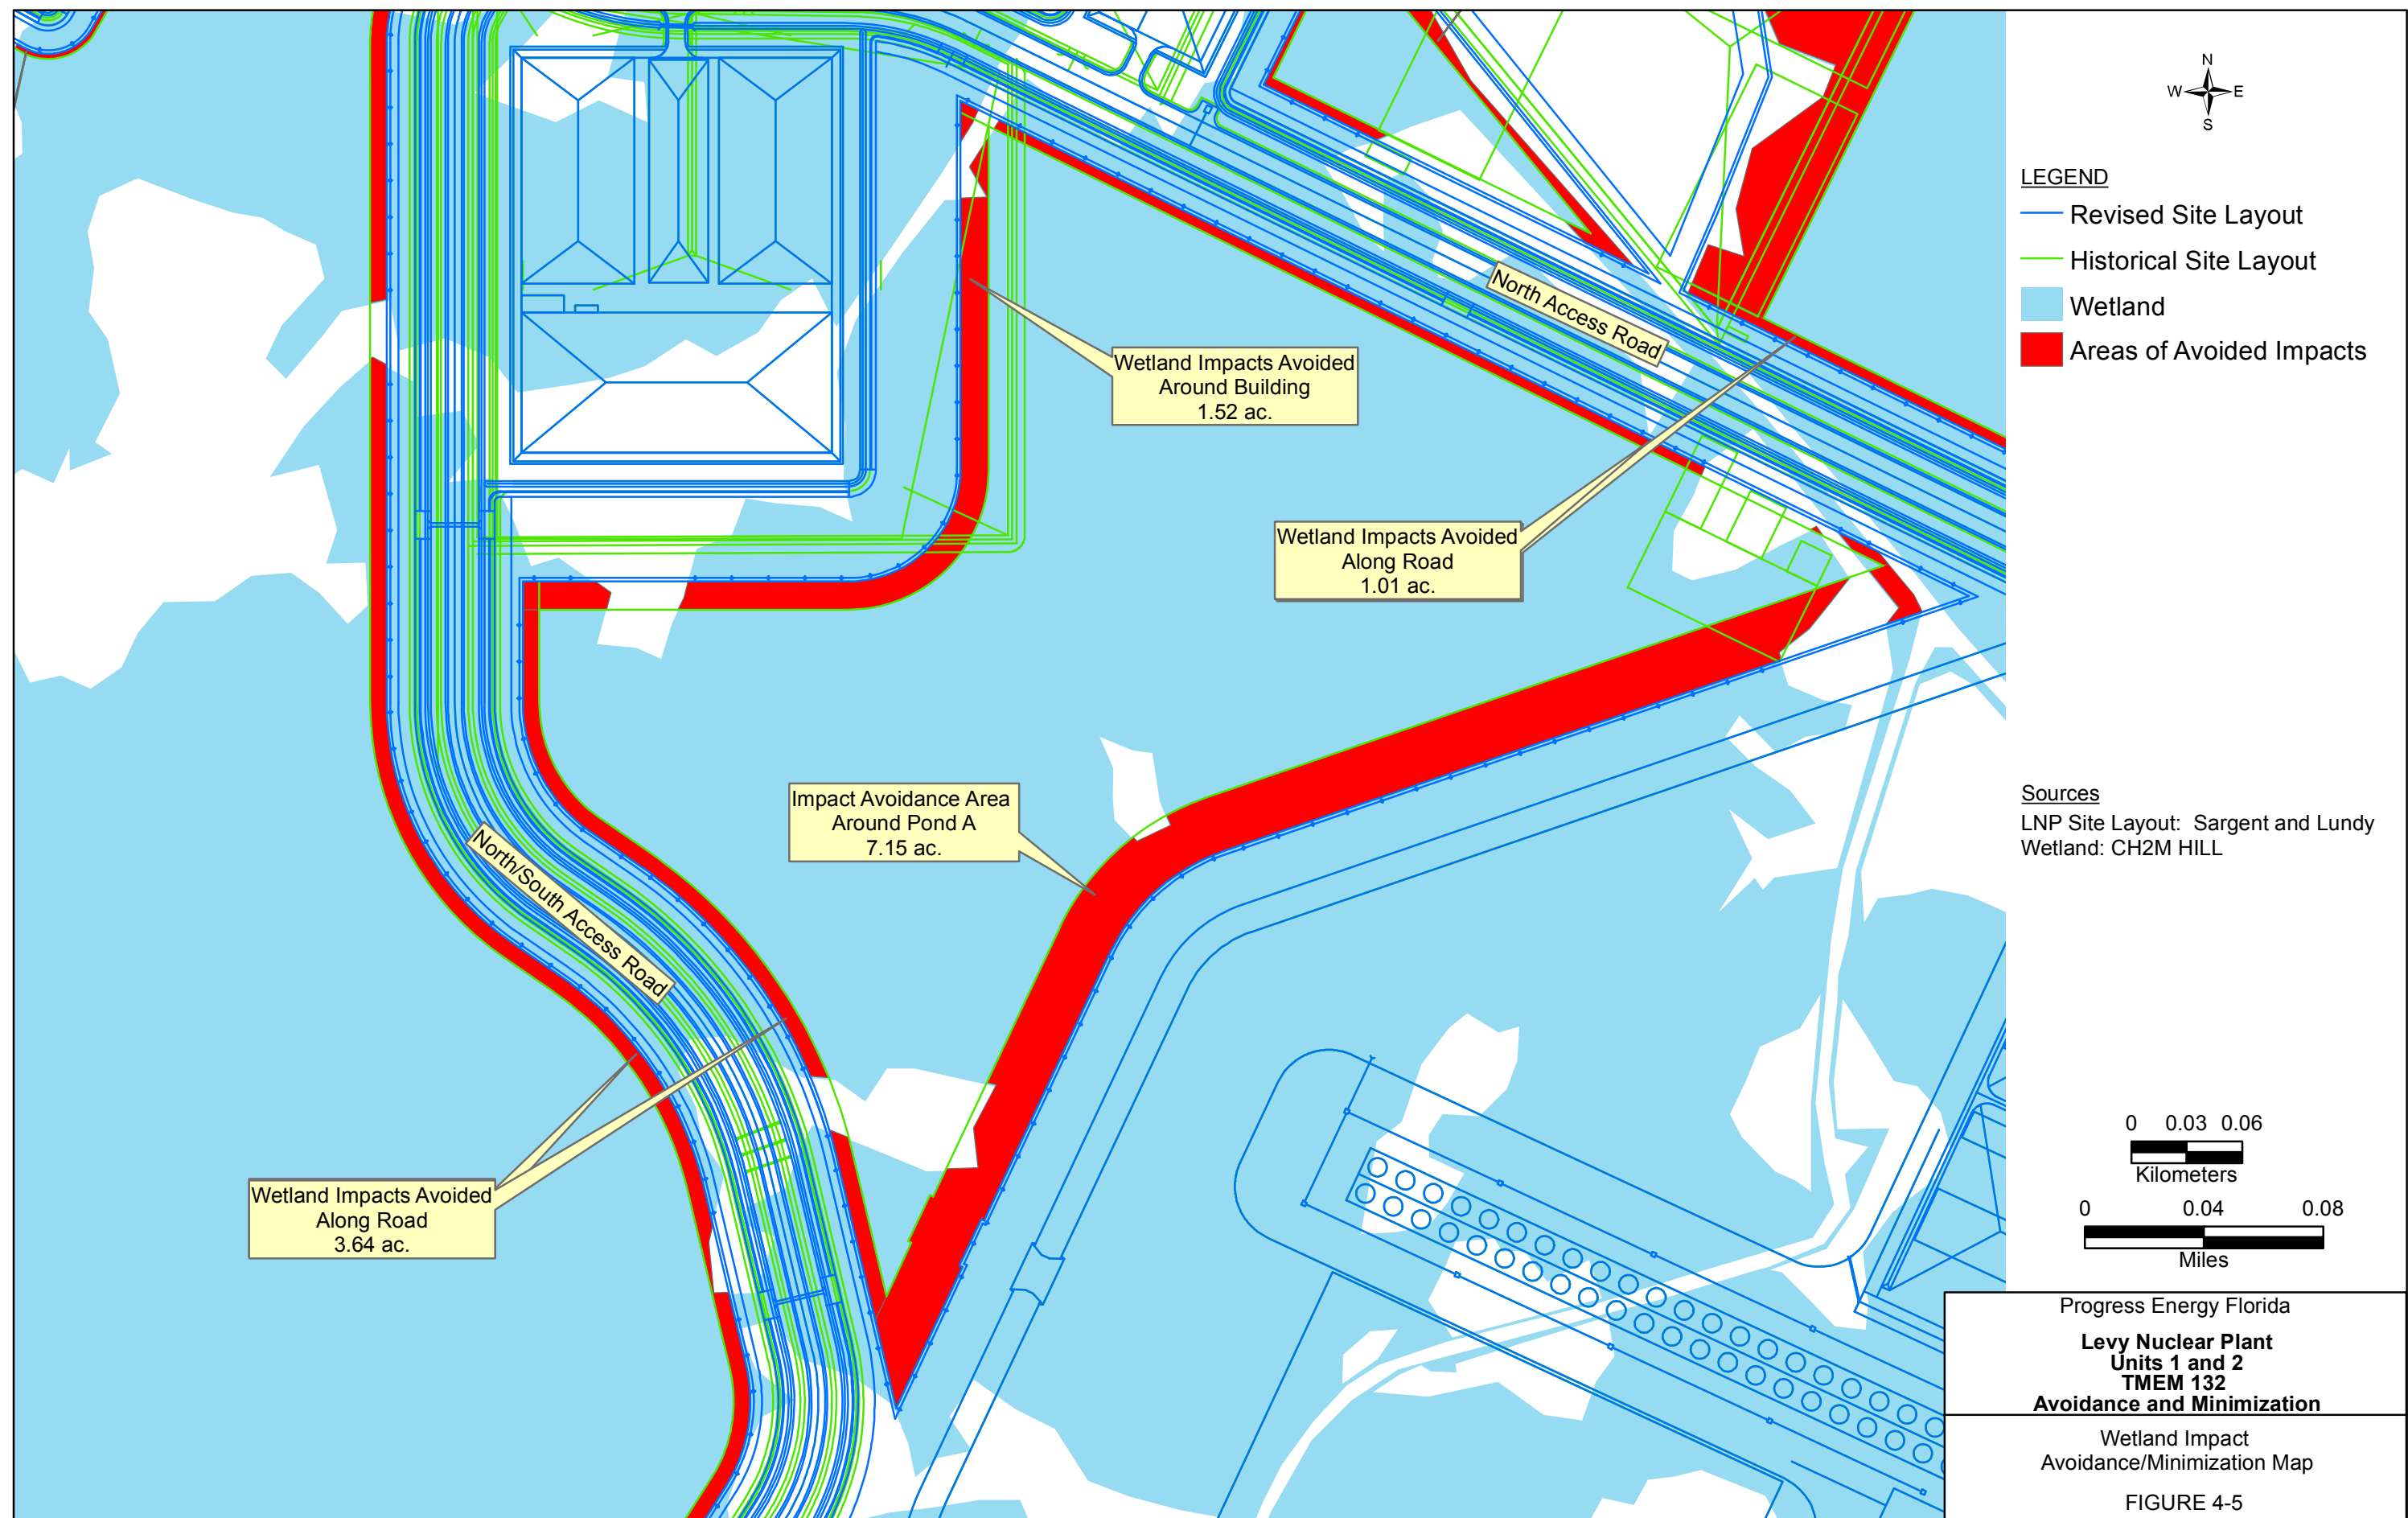 N
W E
S
LEGEND
Revised Site Layout
Historical Site Layout
Wetland
Areas of Avoided Impacts
North Access Road
Wetland Impacts Avoided
Around Building
1.52 ac.
Wetland Impacts Avoided
Along Road
1.01 ac.
Impact Avoidance Area
Around Pond A
7.15 ac.
North/South Access Road
Wetland Impacts Avoided
Along Road
3.64 ac.
Sources
LNP Site Layout: Sargent and Lundy
Wetland: CH2M HILL
0 0.03 0.06
Kilometers
0 0.04 0.08
Miles
Progress Energy Florida
Levy Nuclear Plant
Units 1 and 2
TMEM 132
Avoidance and Minimization
Wetland Impact
Avoidance/Minimization Map
FIGURE 4-5